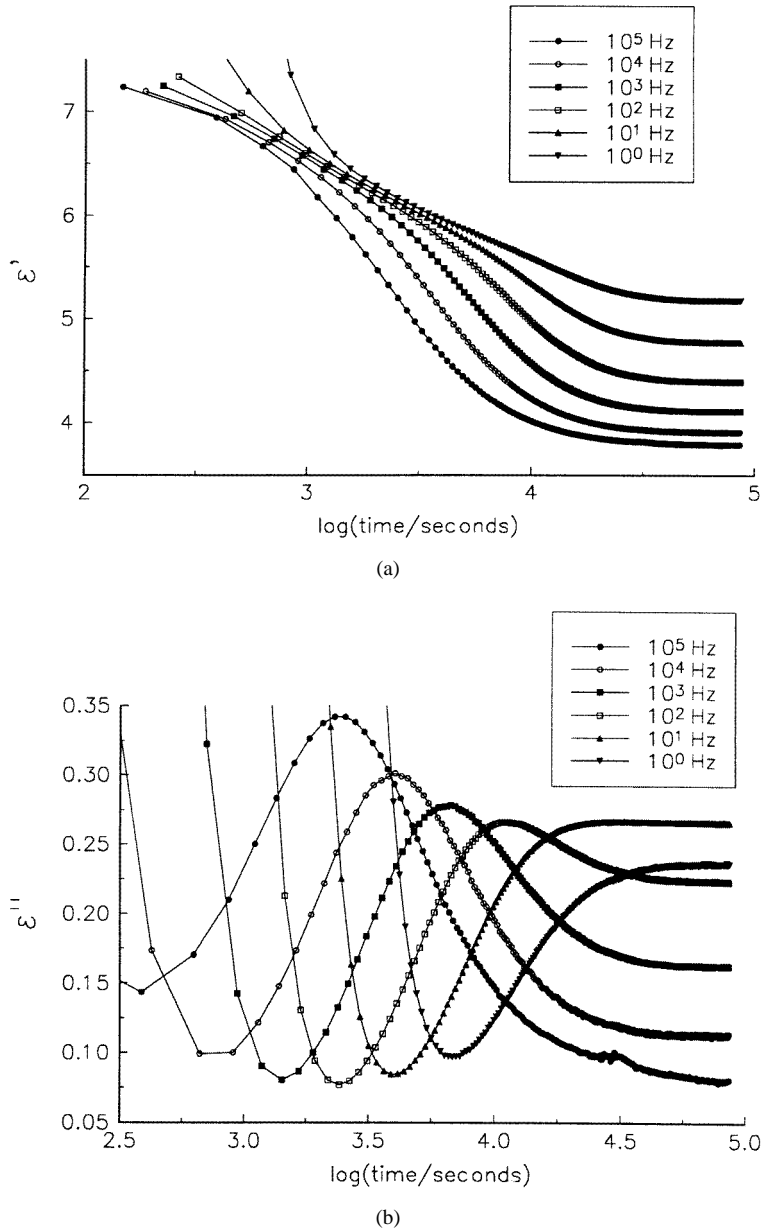 10⁵ Hz
10⁴ Hz
10³ Hz
10² Hz
10¹ Hz
10⁰ Hz
7
6
5
4
ε'
2 3 4 5
log(time/seconds)
(a)
10⁵ Hz
10⁴ Hz
10³ Hz
10² Hz
10¹ Hz
10⁰ Hz
0.35
0.30
0.25
0.20
0.15
0.10
0.05
ε"
2.5 3.0 3.5 4.0 4.5 5.0
log(time/seconds)
(b)